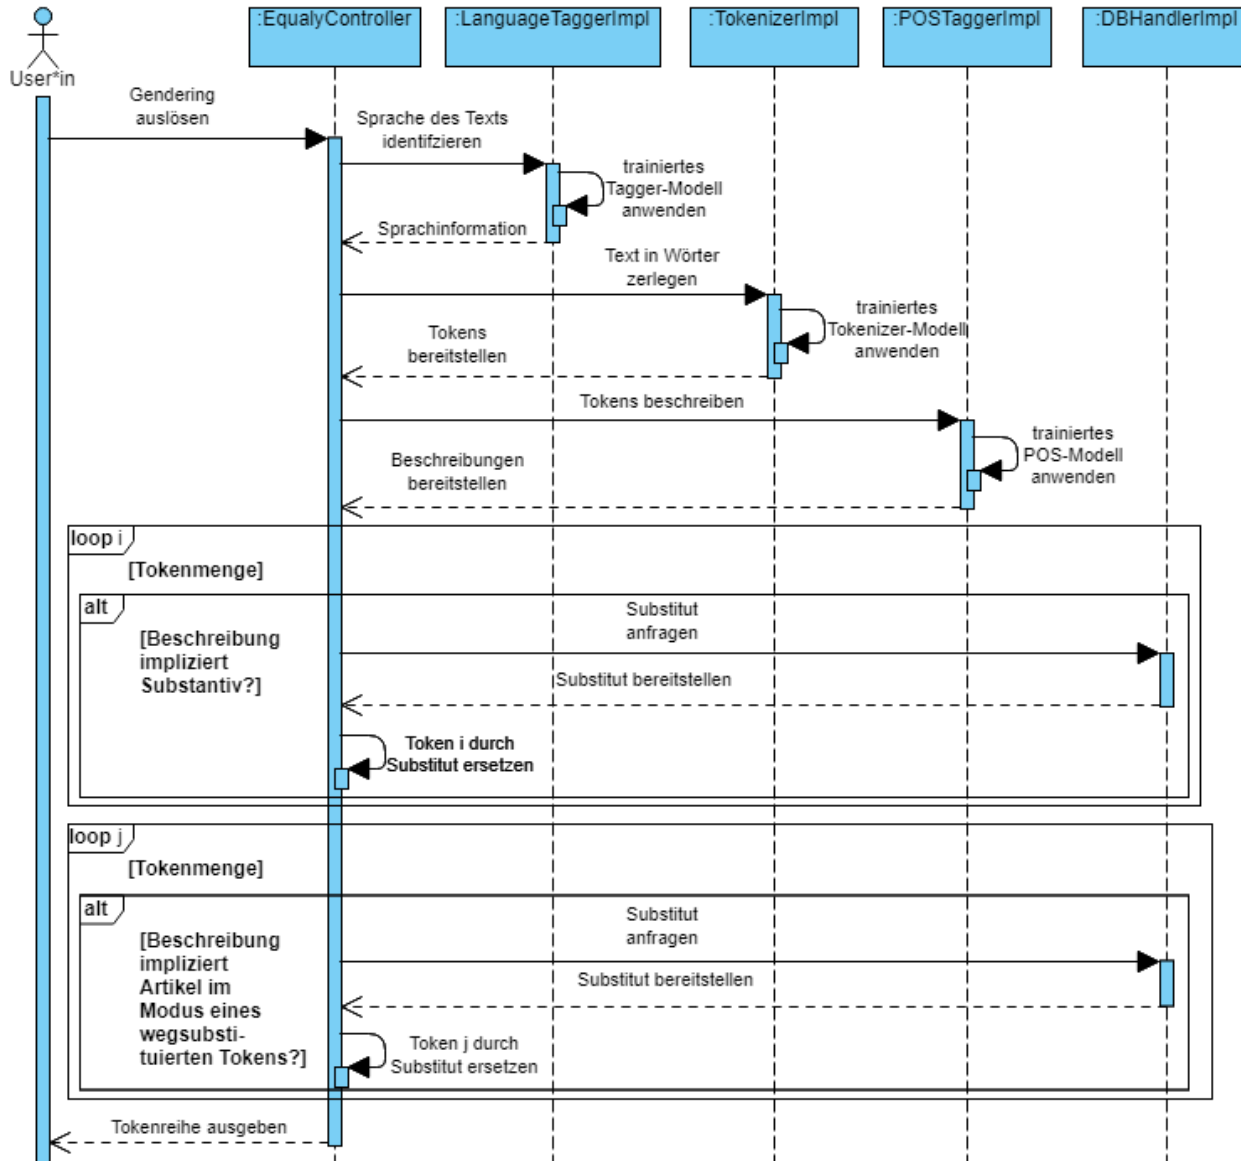 :EqualyController
:LanguageTaggerImpl
:TokenizerImpl
:POSTaggerImpl
:DBHandlerImpl
User*in
Gendering
auslösen
Sprache des Texts
identifzieren
trainiertes
Tagger-Modell
anwenden
Sprachinformation
Text in Wörter
zerlegen
trainiertes
Tokenizer-Modell
anwenden
Tokens
bereitstellen
Tokens beschreiben
trainiertes
POS-Modell
anwenden
Beschreibungen
bereitstellen
loop i
[Tokenmenge]
alt
[Beschreibung
impliziert
Substantiv?]
Substitut
anfragen
Substitut bereitstellen
Token i durch
Substitut ersetzen
loop j
[Tokenmenge]
alt
[Beschreibung
impliziert
Artikel im
Modus eines
wegsubsti-
tuierten Tokens?]
Substitut
anfragen
Substitut bereitstellen
Token j durch
Substitut ersetzen
Tokenreihe ausgeben